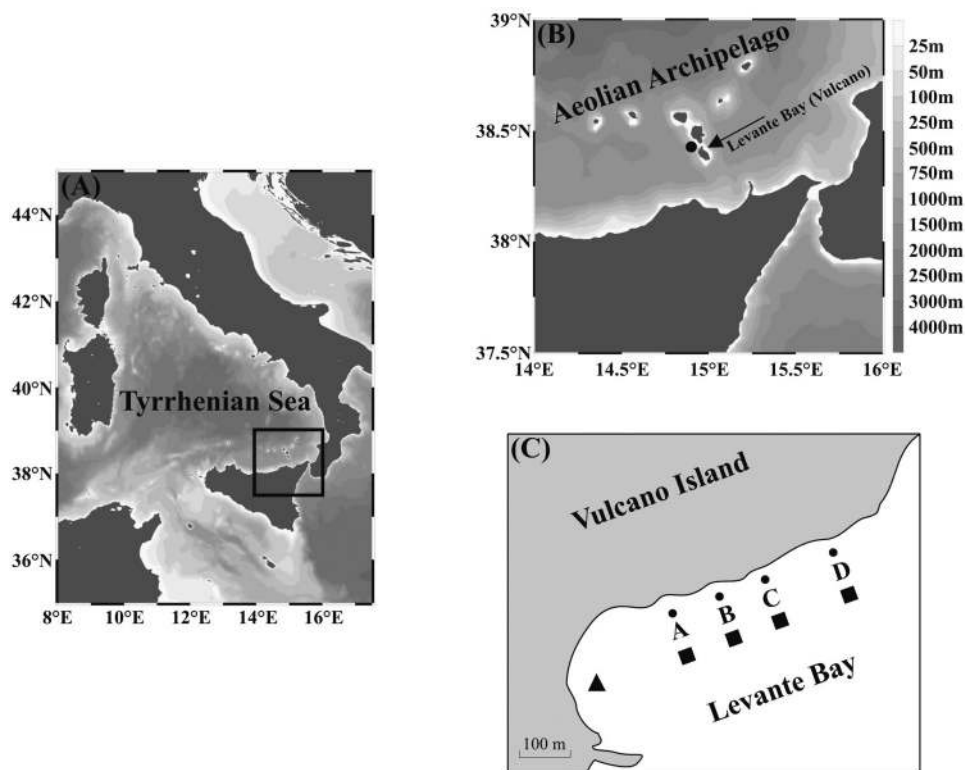 (A)
44°N
42°N
40°N
38°N
36°N
8°E
10°E
12°E
14°E
16°E
Tyrrhenian Sea
(B)
39°N
38.5°N
38°N
37.5°N
14°E
14.5°E
15°E
15.5°E
16°E
Aeolian Archipelago
Levante Bay (Vulcano)
25m
50m
100m
250m
500m
750m
1000m
1500m
2000m
2500m
3000m
4000m
(C)
Vulcano Island
A
B
C
D
Levante Bay
100 m